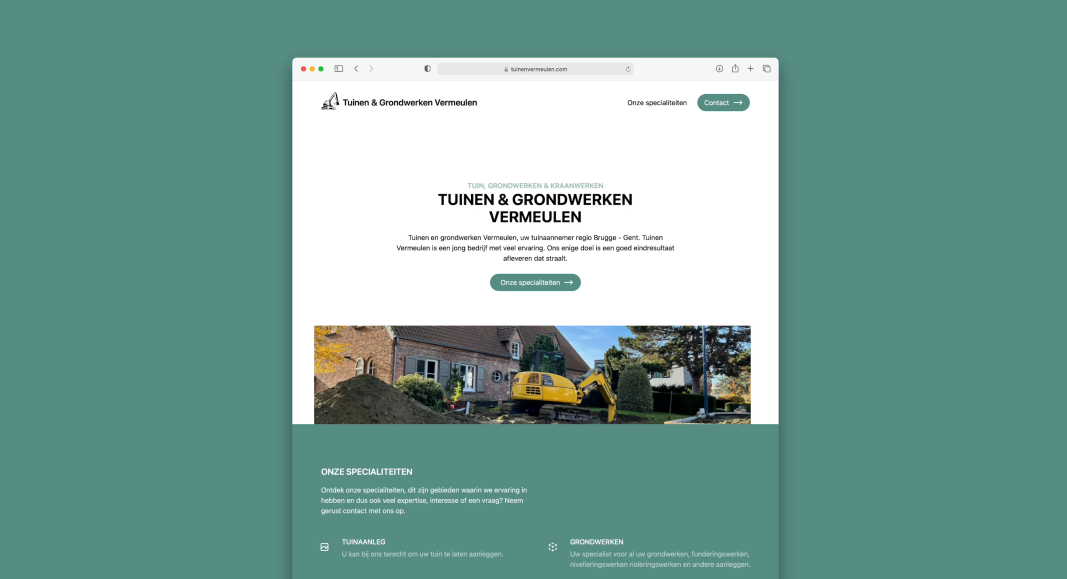 tuinenvermeulen.com
Tuinen & Grondwerken Vermeulen
Onze specialiteiten
Contact
TUIN, GRONDWERKEN & KRAANWERKEN
TUINEN & GRONDWERKEN
VERMEULEN
Tuinen en grondwerken Vermeulen, uw tuinaannemer regio Brugge - Gent. Tuinen
Vermeulen is een jong bedrijf met veel ervaring. Ons enige doel is een goed eindresultaat
afleveren dat straalt.
Onze specialiteiten
ONZE SPECIALITEITEN
Ontdek onze specialiteiten, dit zijn gebieden waarin we ervaring in
hebben en dus ook veel expertise, interesse of een vraag? Neem
gerust contact met ons op.
TUINAANLEG
U kan bij ons terecht om uw tuin te laten aanleggen.
GRONDWERKEN
Uw specialist voor al uw grondwerken, funderingswerken,
nivelleringswerken rioleringswerken en andere aanleggen.